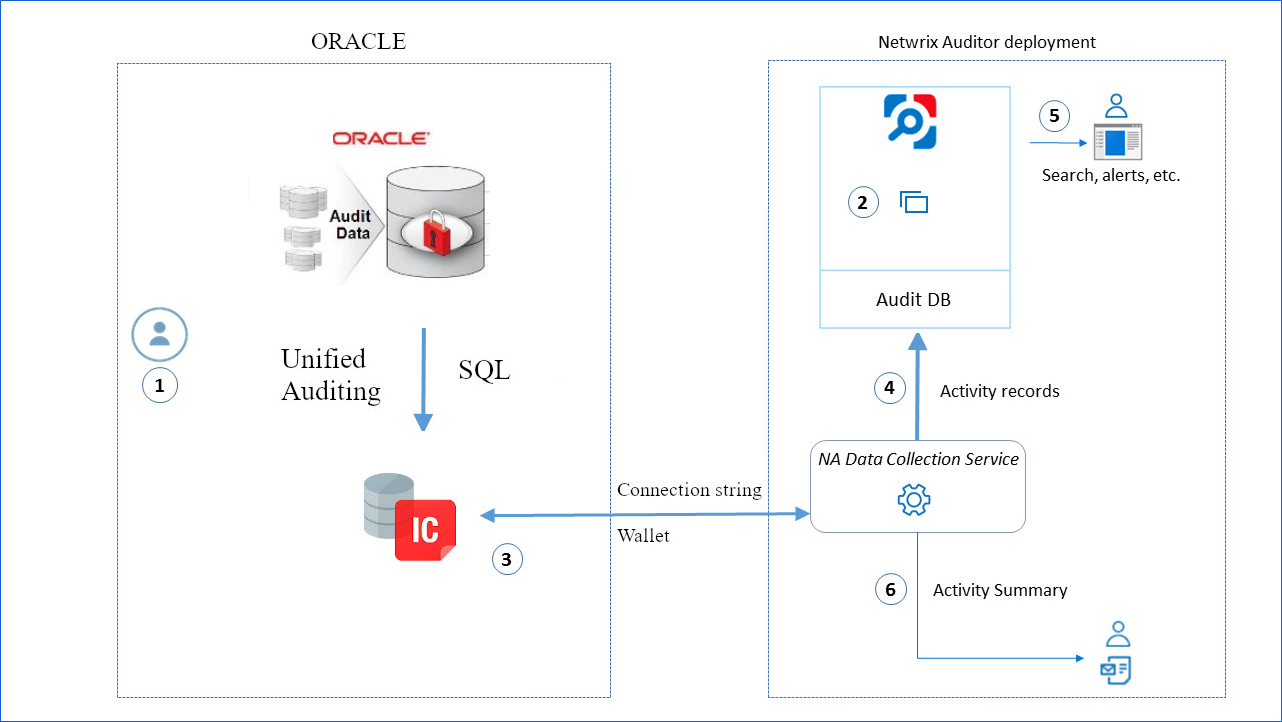 ORACLE
Netwrix Auditor deployment
ORACLE
Audit
Data
1
Unified
Auditing
SQL
IC
3
Connection string
Wallet
2
Audit DB
5
Search, alerts, etc.
4
Activity records
NA Data Collection Service
6
Activity Summary